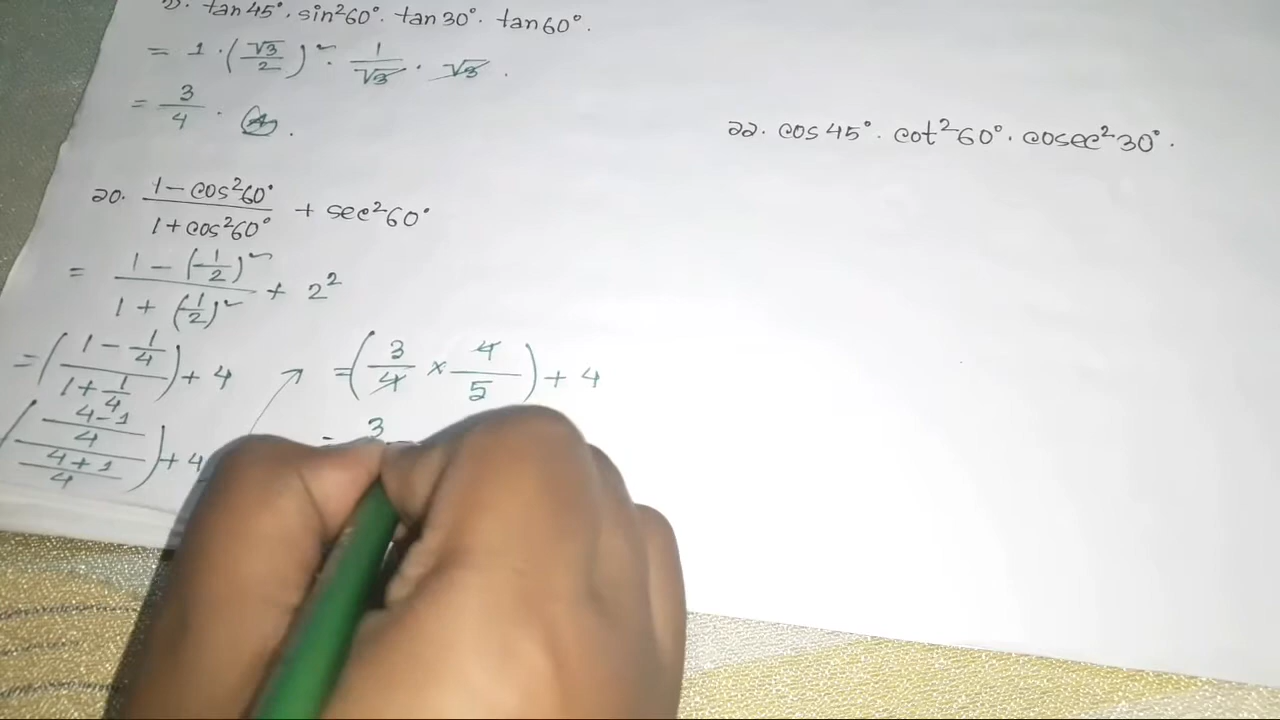 tan45°. sin²60°. tan30°. tan60°.
= 1 · (√3/2)² · 1/√3 · √3 .
= 3/4 .
২০. (1 - cos²60°)/(1 + cos²60°) + sec²60°
= (1 - (1/2)²)/(1 + (1/2)²) + 2²
= ((1 - 1/4)/(1 + 1/4)) + 4
(((4-1)/4)/((4+1)/4)) + 4
= (3/4 × 4/5) + 4
= 3
২২. cos45°. cot²60°. cosec²30°.